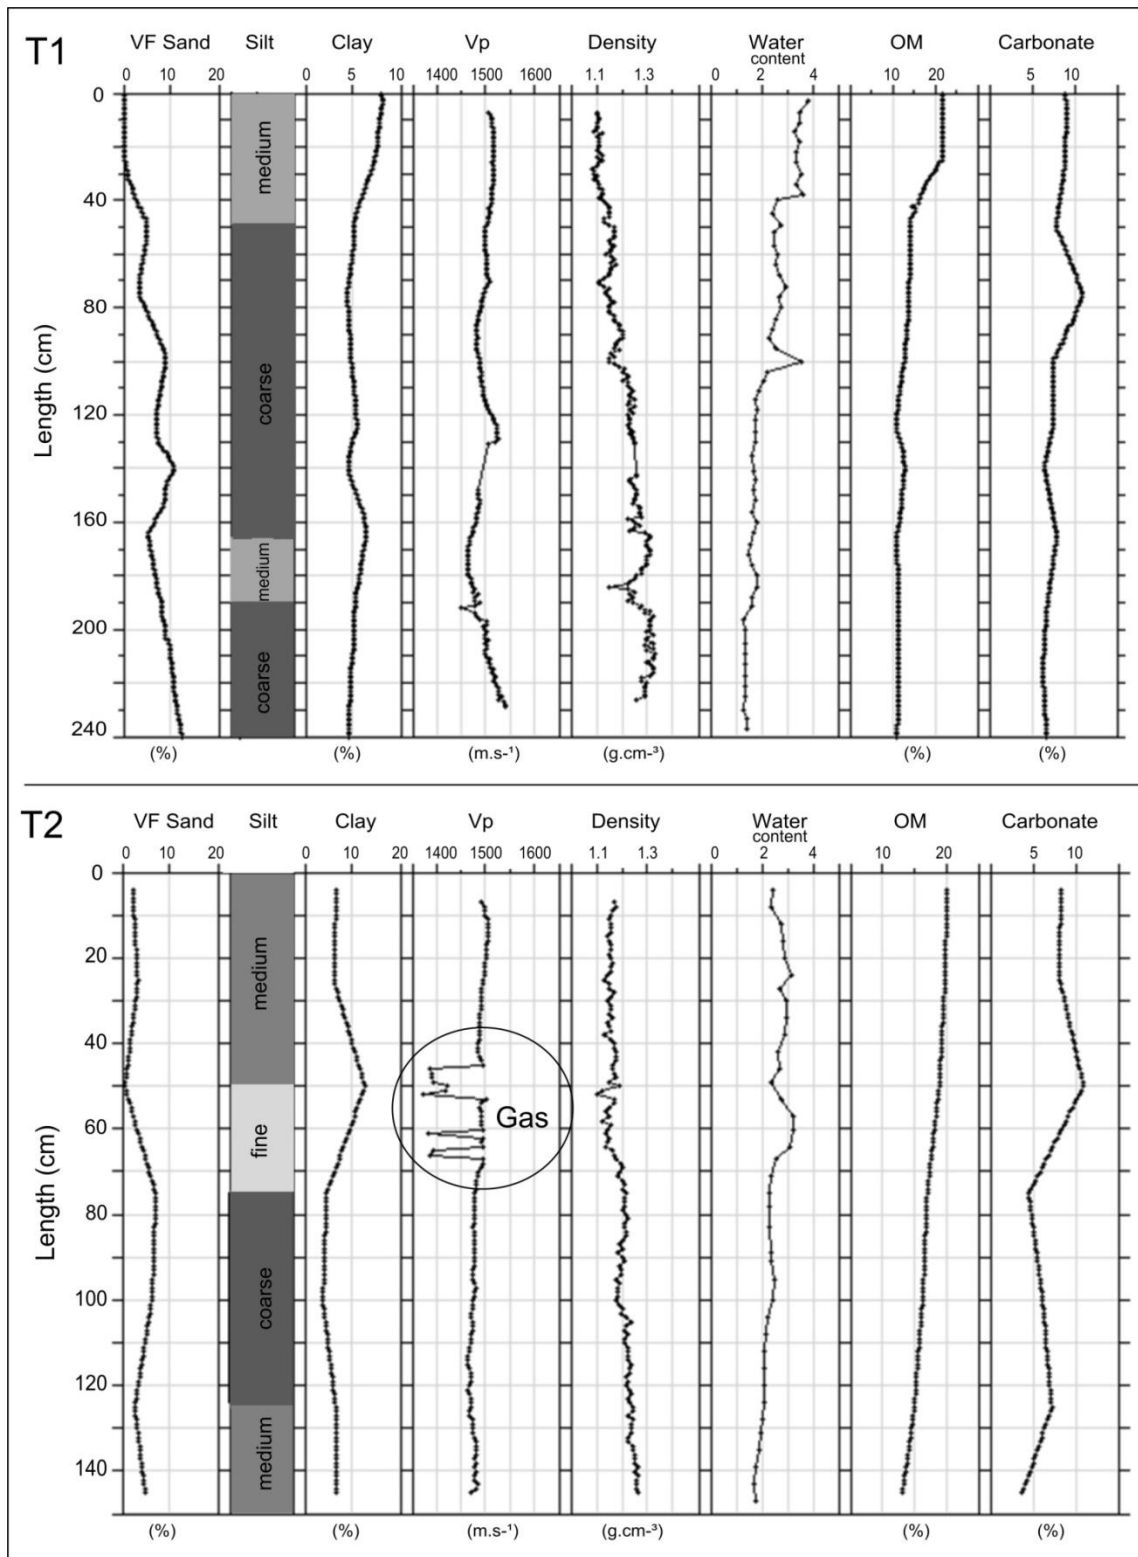 T1
VF Sand Silt Clay Vp Density Water content OM Carbonate
0 10 20 0 5 10 1400 1500 1600 1.1 1.3 0 2 4 10 20 5 10
0
40
80
120
160
200
240
Length (cm)
medium
coarse
medium
coarse
(%) (%) (m.s-¹) (g.cm-³) (%) (%)
T2
VF Sand Silt Clay Vp Density Water content OM Carbonate
0 10 20 0 10 20 1400 1500 1600 1.1 1.3 0 2 4 10 20 5 10
0
20
40
60
80
100
120
140
Length (cm)
medium
fine
coarse
medium
Gas
(%) (%) (m.s-¹) (g.cm-³) (%) (%)